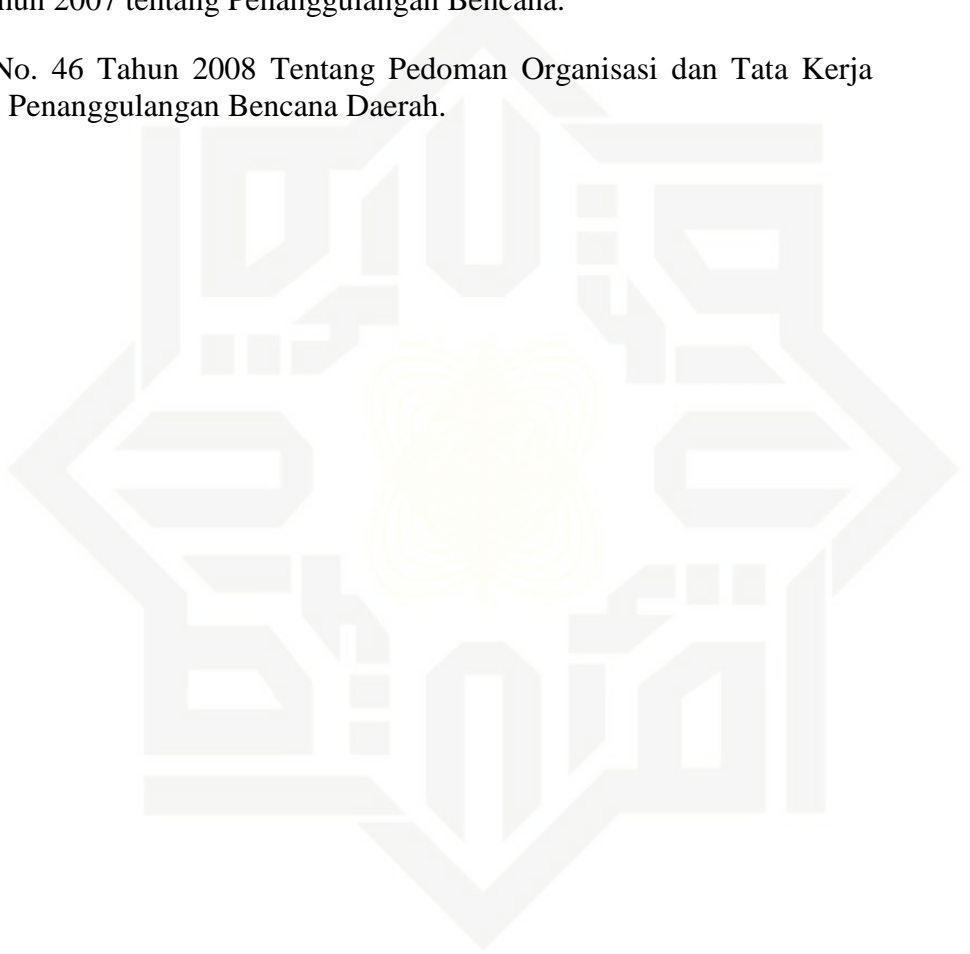 hun 2007 tentang Penanggulangan Bencana.
No. 46 Tahun 2008 Tentang Pedoman Organisasi dan Tata Kerja
Penanggulangan Bencana Daerah.